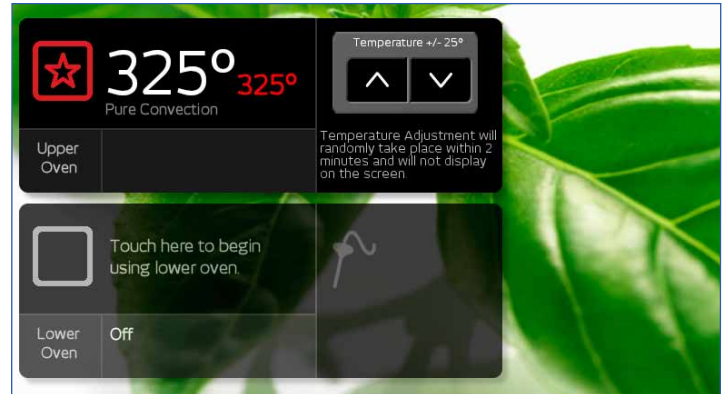 325°
325°
Pure Convection
Temperature +/- 25°
Temperature Adjustment will
randomly take place within 2
minutes and will not display
on the screen.
Upper
Oven
Touch here to begin
using lower oven.
Lower
Oven
Off